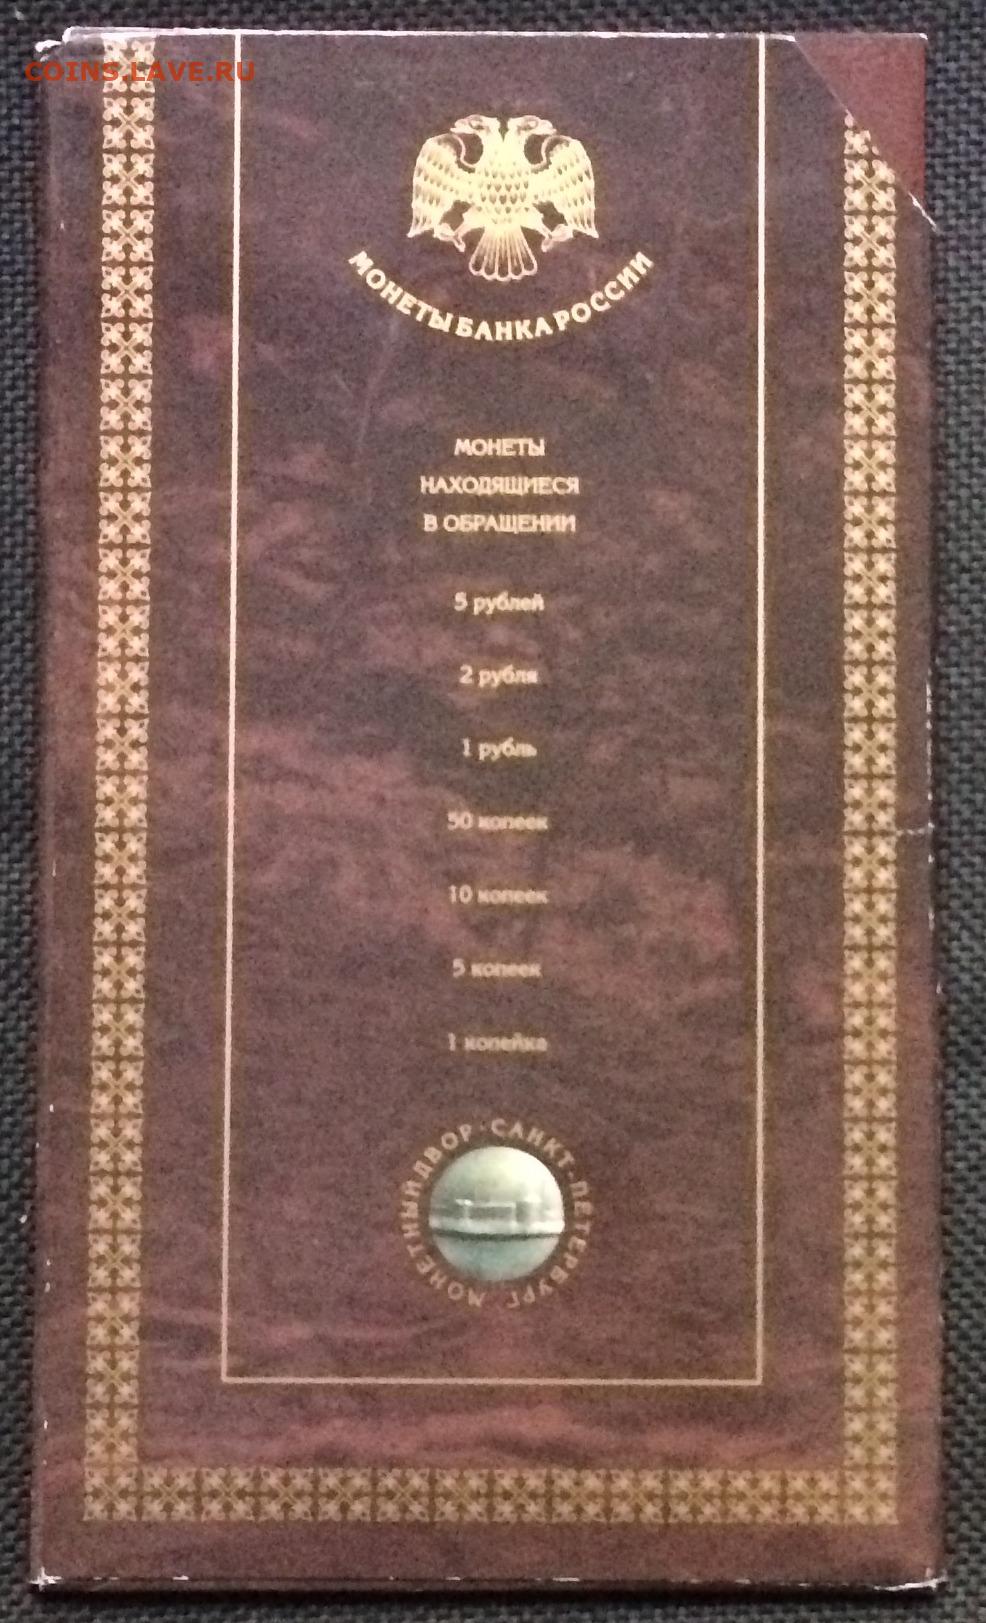 COINS.LAVE.RU
МОНЕТЫ БАНКА РОССИИ
МОНЕТЫ
НАХОДЯЩИЕСЯ
В ОБРАЩЕНИИ
5 рублей
2 рубля
1 рубль
50 копеек
10 копеек
5 копеек
1 копейка
МОНЕТНЫЙ ДВОР · САНКТ-ПЕТЕРБУРГ